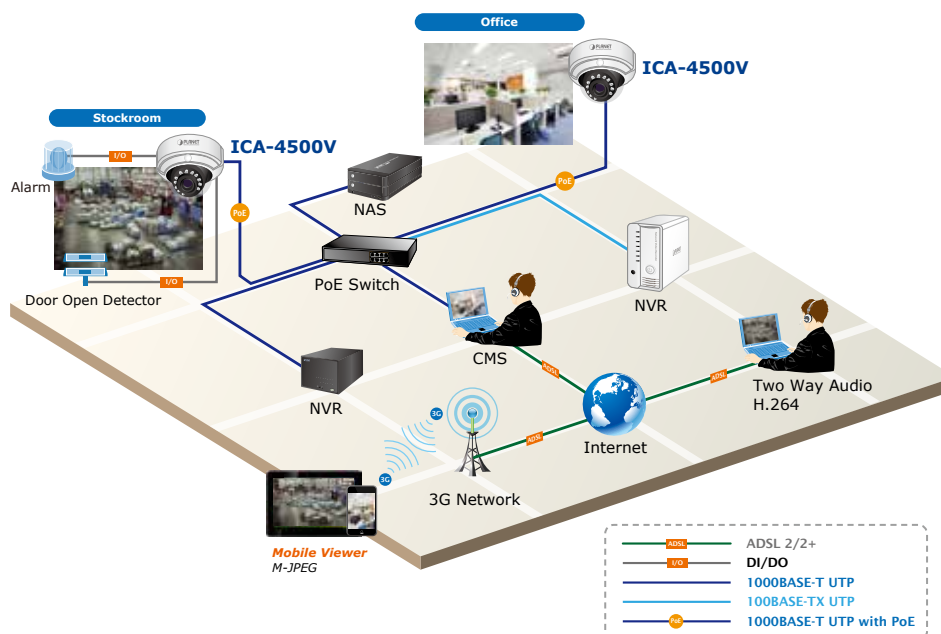 Office
PLANET
ICA-4500V
Stockroom
PLANET
ICA-4500V
I/O
Alarm
PoE
PoE
NAS
I/O
Door Open Detector
PoE Switch
NVR
CMS
ADSL
ADSL
Two Way Audio
H.264
NVR
3G
Internet
ADSL
3G
3G Network
Mobile Viewer
M-JPEG
ADSL ADSL 2/2+
I/O DI/DO
1000BASE-T UTP
100BASE-TX UTP
PoE 1000BASE-T UTP with PoE